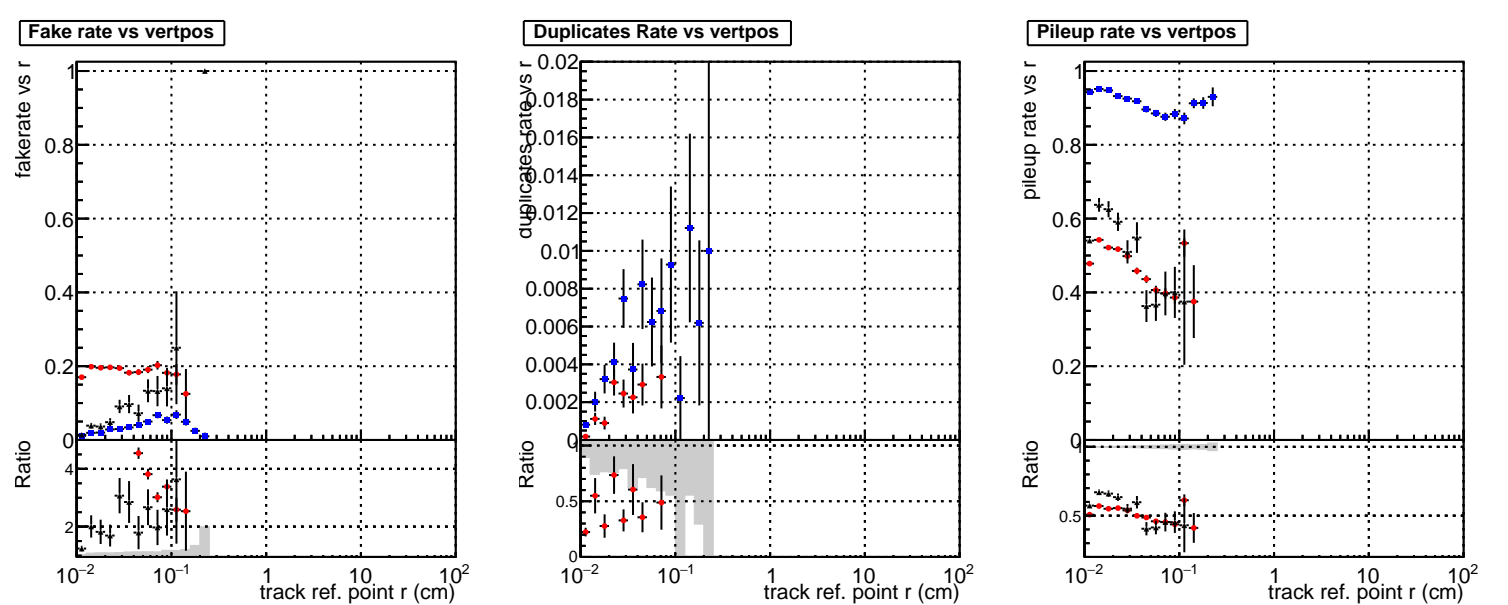 Fake rate vs vertpos
fakerate vs r
1
0.8
0.6
0.4
0.2
0
Ratio
4
2
10⁻² 10⁻¹ 1 10 10²
track ref. point r (cm)
Duplicates Rate vs vertpos
duplicates rate vs r
0.02
0.018
0.016
0.014
0.012
0.01
0.008
0.006
0.004
0.002
0
Ratio
1
0.5
0
10⁻² 10⁻¹ 1 10 10²
track ref. point r (cm)
Pileup rate vs vertpos
pileup rate vs r
1
0.8
0.6
0.4
0.2
0
Ratio
1
0.5
10⁻² 10⁻¹ 1 10 10²
track ref. point r (cm)